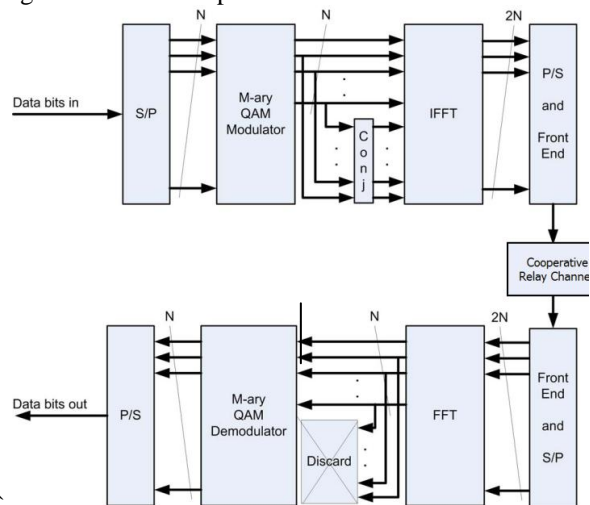 N
N
2N
Data bits in
S/P
M-ary
QAM
Modulator
C
o
n
j
IFFT
P/S
and
Front
End
Cooperative
Relay Channel
N
N
2N
Data bits out
P/S
M-ary
QAM
Demodulator
Discard
FFT
Front
End
and
S/P